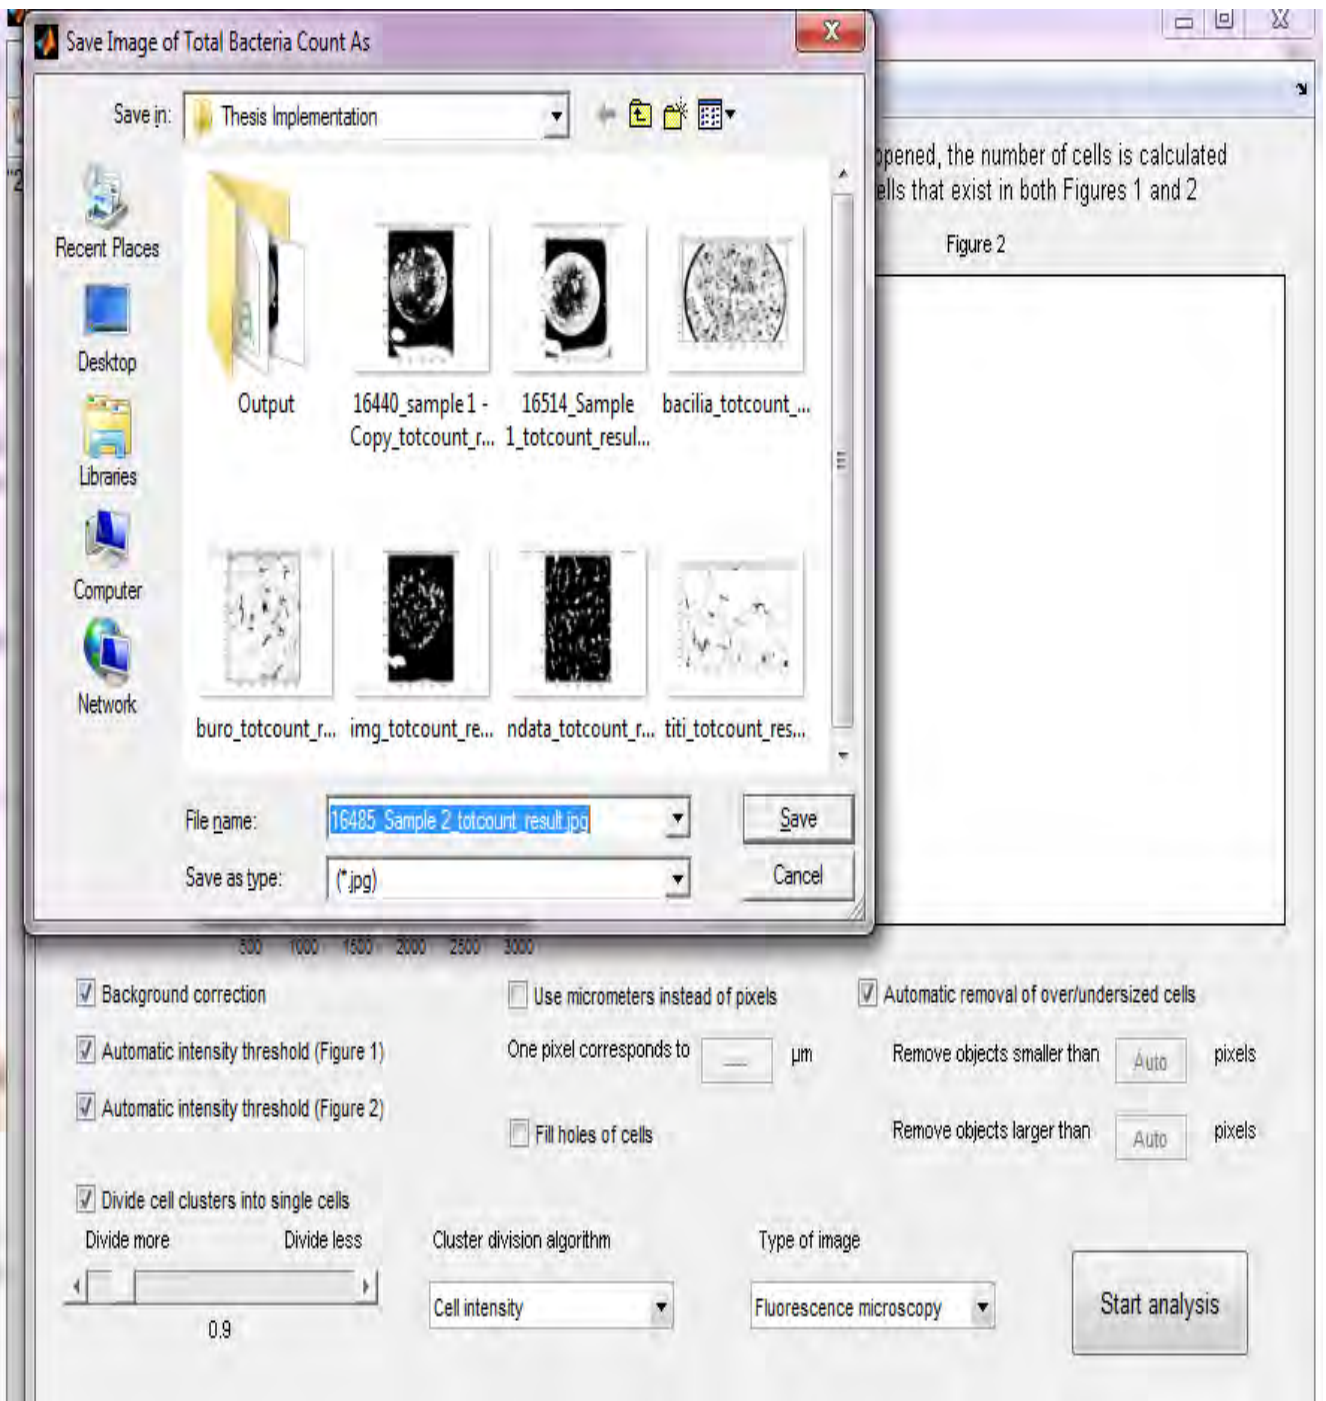 Save Image of Total Bacteria Count As
Save in:
Thesis Implementation
Recent Places
Desktop
Libraries
Computer
Network
Output
16440_sample 1 -
Copy_totcount_r...
16514_Sample
1_totcount_resul...
bacilia_totcount_...
buro_totcount_r...
img_totcount_re...
ndata_totcount_r...
titi_totcount_res...
File name:
16485_Sample 2_totcount_result.jpg
Save
Save as type:
(*.jpg)
Cancel
opened, the number of cells is calculated
ells that exist in both Figures 1 and 2
Figure 2
500 1000 1500 2000 2500 3000
Background correction
Use micrometers instead of pixels
Automatic removal of over/undersized cells
Automatic intensity threshold (Figure 1)
One pixel corresponds to
µm
Remove objects smaller than
Auto
pixels
Automatic intensity threshold (Figure 2)
Fill holes of cells
Remove objects larger than
Auto
pixels
Divide cell clusters into single cells
Divide more
Divide less
Cluster division algorithm
Type of image
Cell intensity
Fluorescence microscopy
Start analysis
0.9